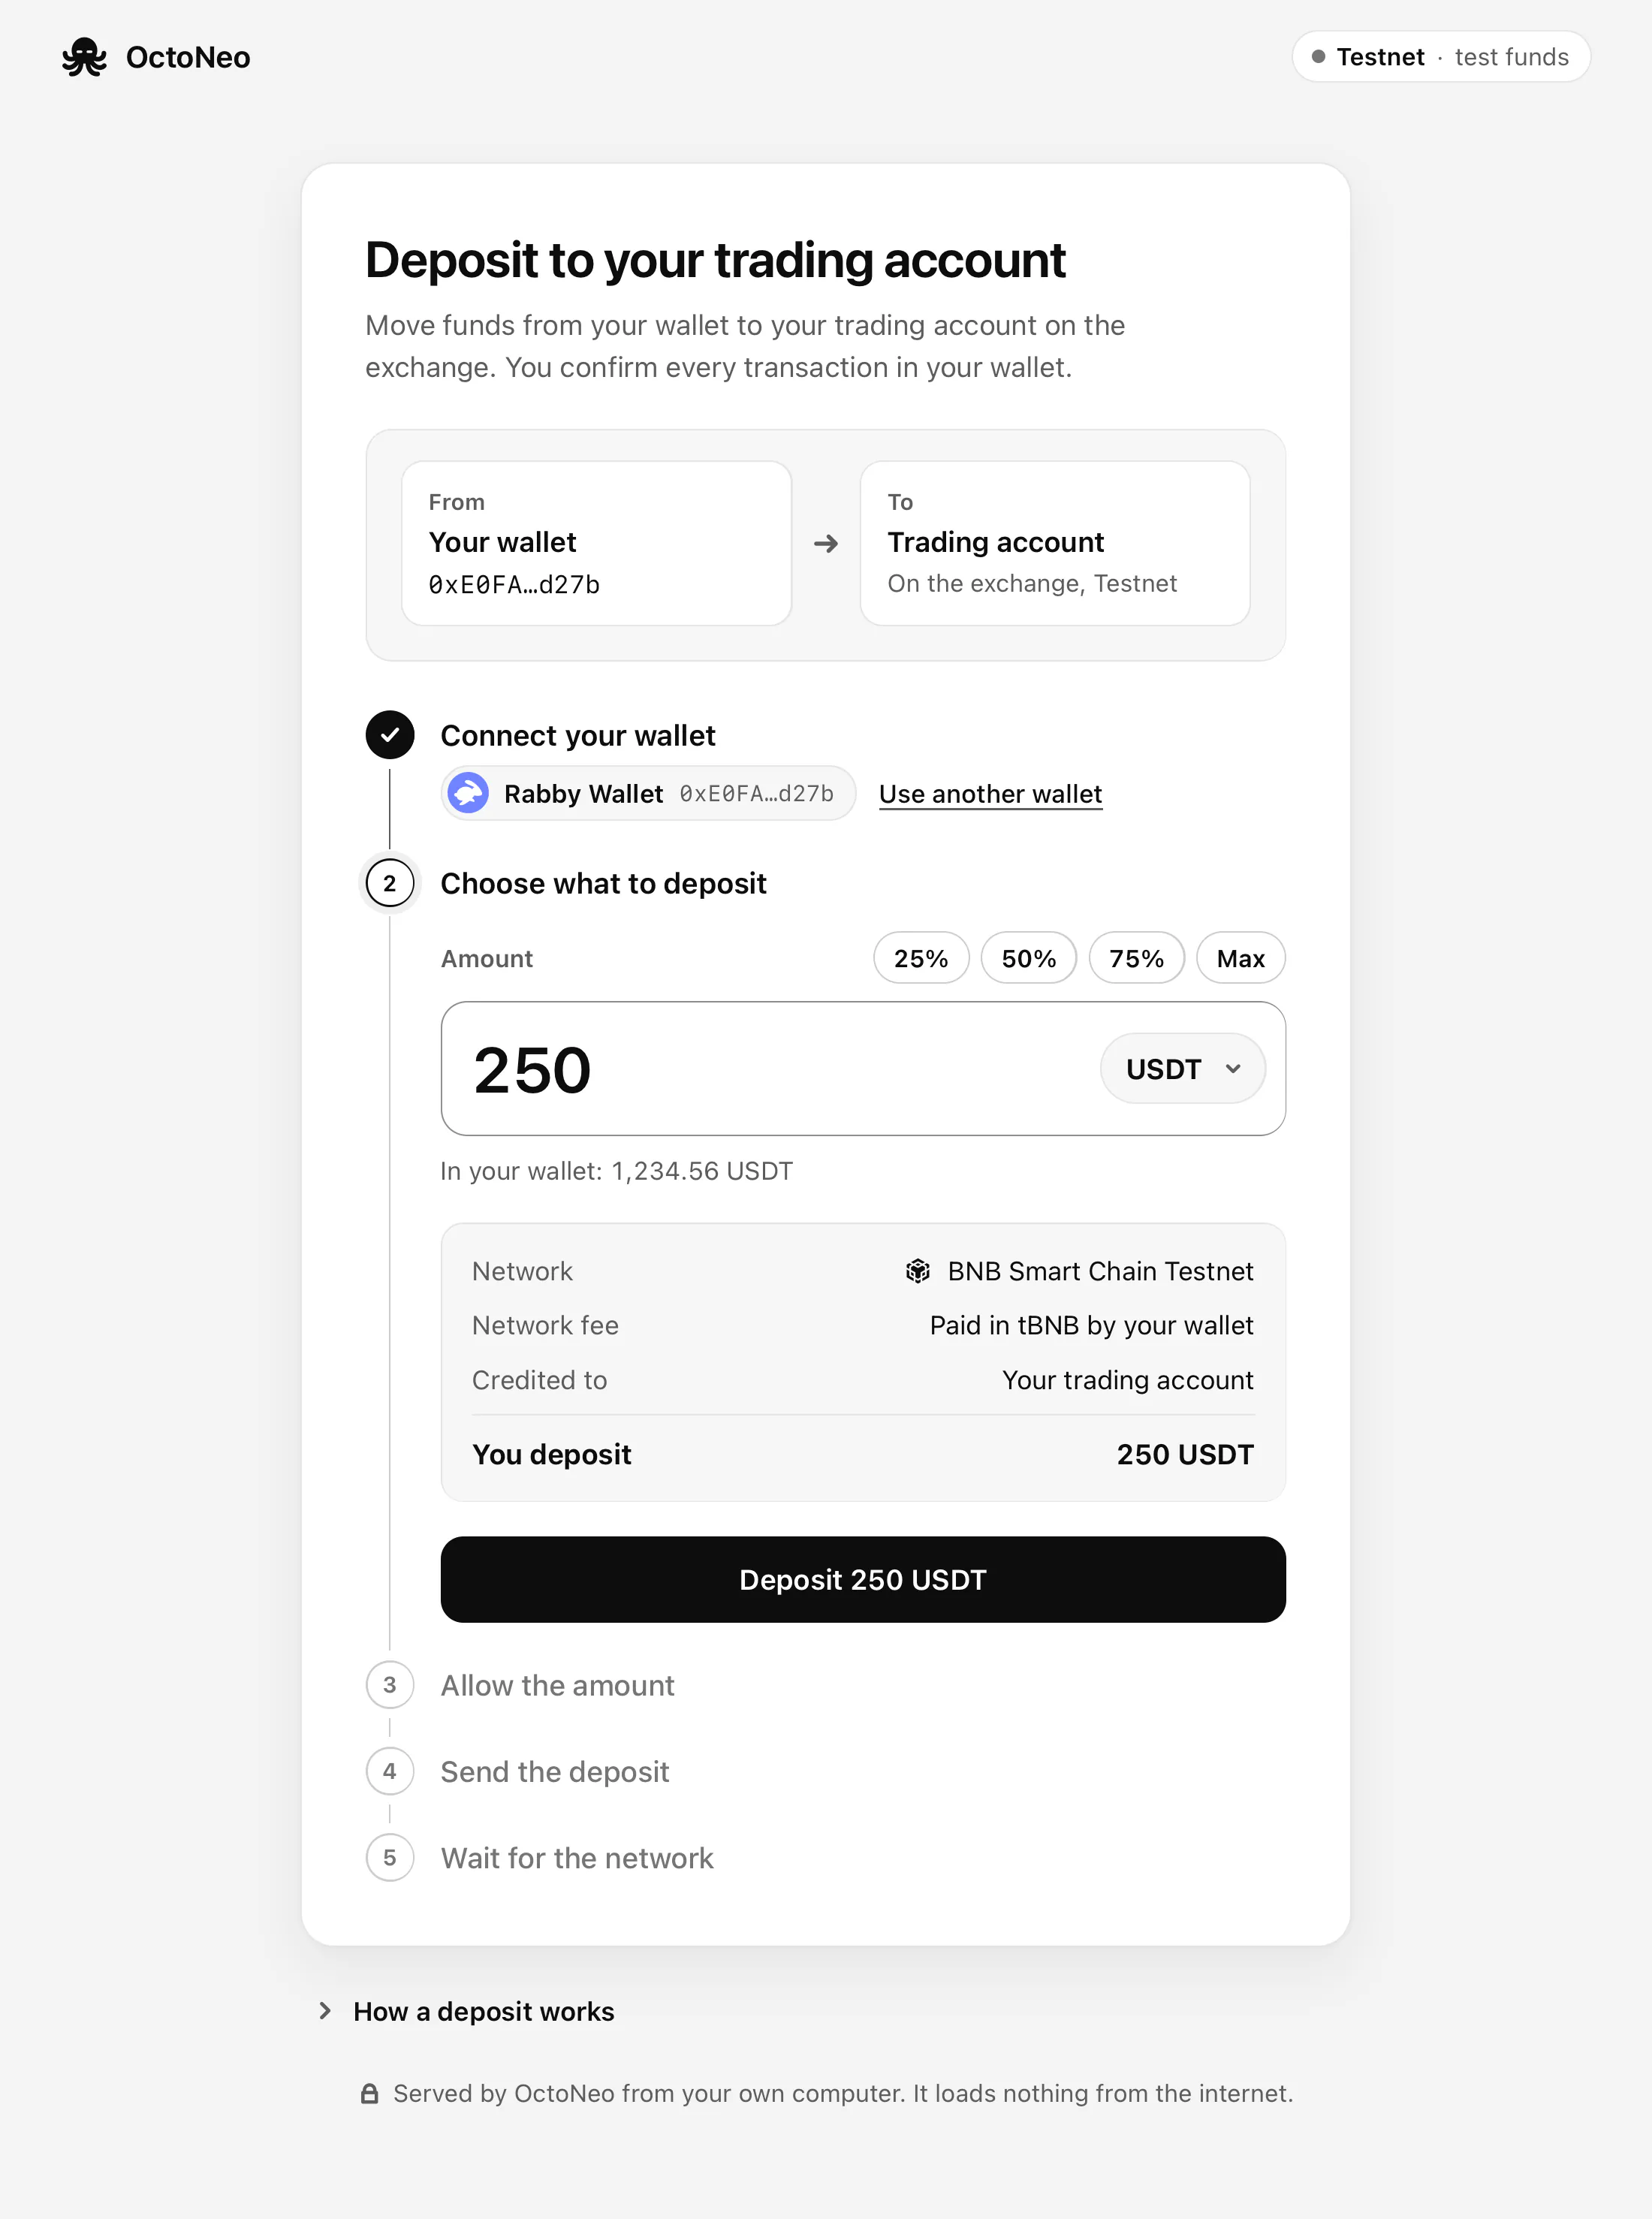 OctoNeo
Testnet · test funds
Deposit to your trading account
Move funds from your wallet to your trading account on the
exchange. You confirm every transaction in your wallet.
From
Your wallet
0xE0FA…d27b
To
Trading account
On the exchange, Testnet
Connect your wallet
Rabby Wallet 0xE0FA…d27b Use another wallet
2 Choose what to deposit
Amount 25% 50% 75% Max
250 USDT
In your wallet: 1,234.56 USDT
Network BNB Smart Chain Testnet
Network fee Paid in tBNB by your wallet
Credited to Your trading account
You deposit 250 USDT
Deposit 250 USDT
3 Allow the amount
4 Send the deposit
5 Wait for the network
How a deposit works
Served by OctoNeo from your own computer. It loads nothing from the internet.